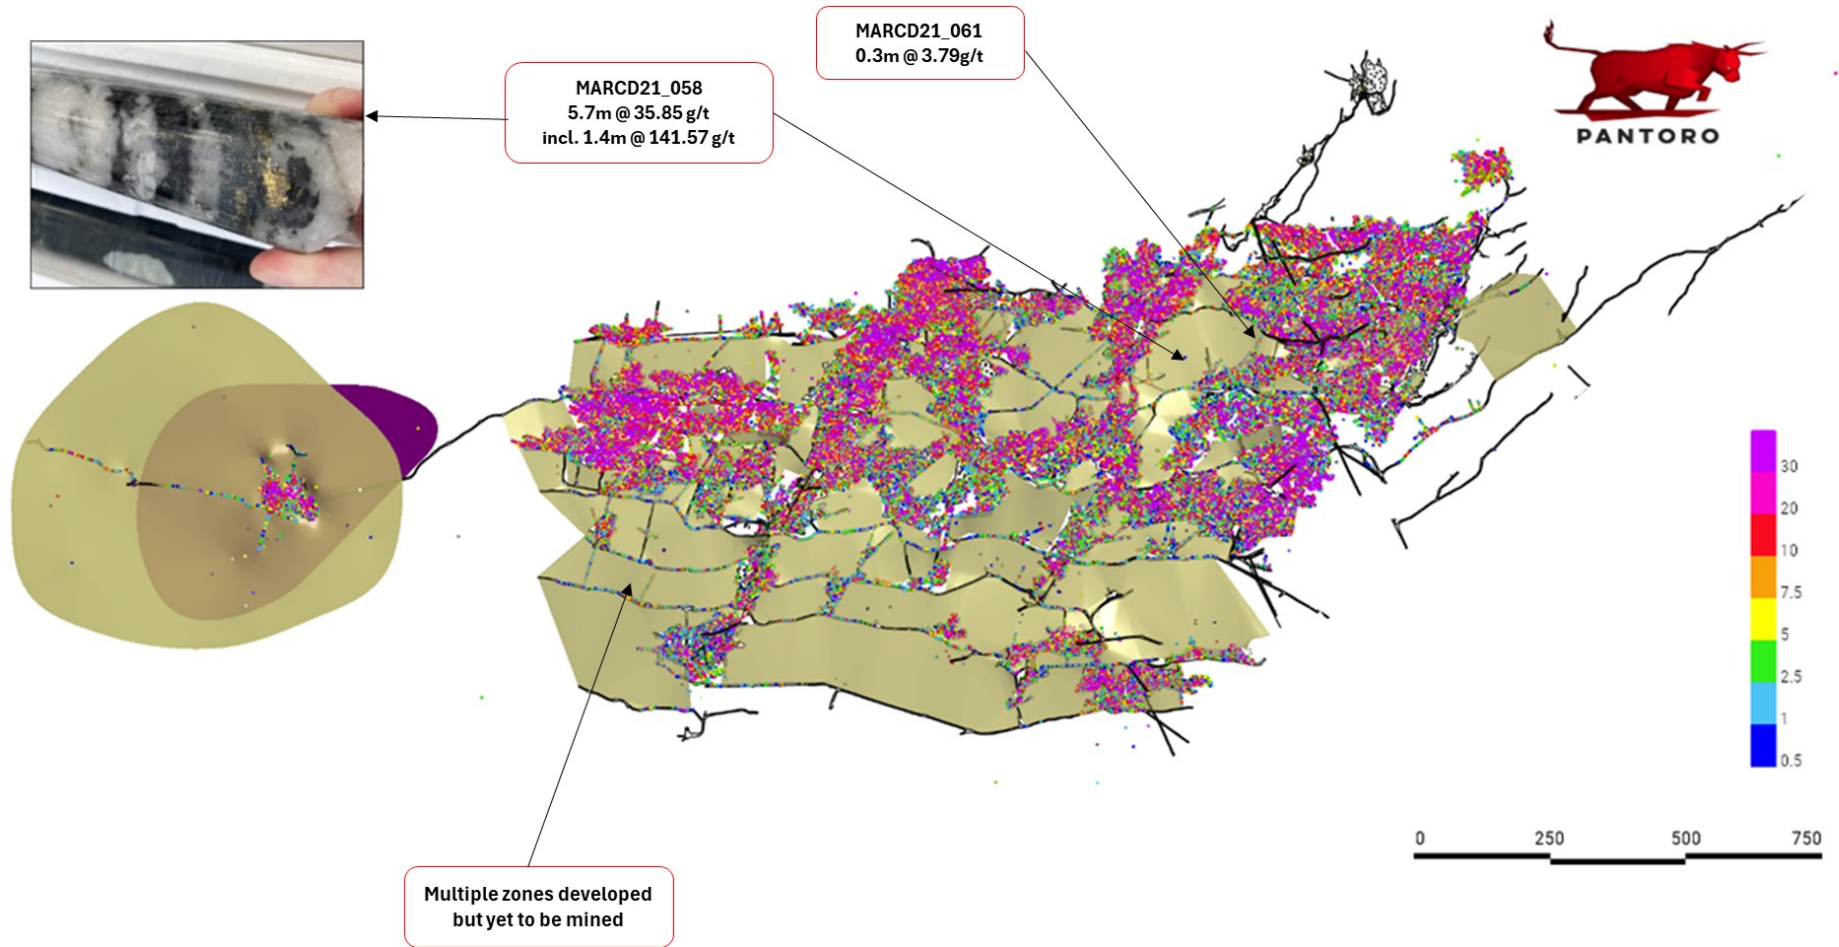 MARCD21_061
0.3m @ 3.79g/t
MARCD21_058
5.7m @ 35.85 g/t
incl. 1.4m @ 141.57 g/t
PANTORO
30
20
10
7.5
5
2.5
1
0.5
0 250 500 750
Multiple zones developed
but yet to be mined